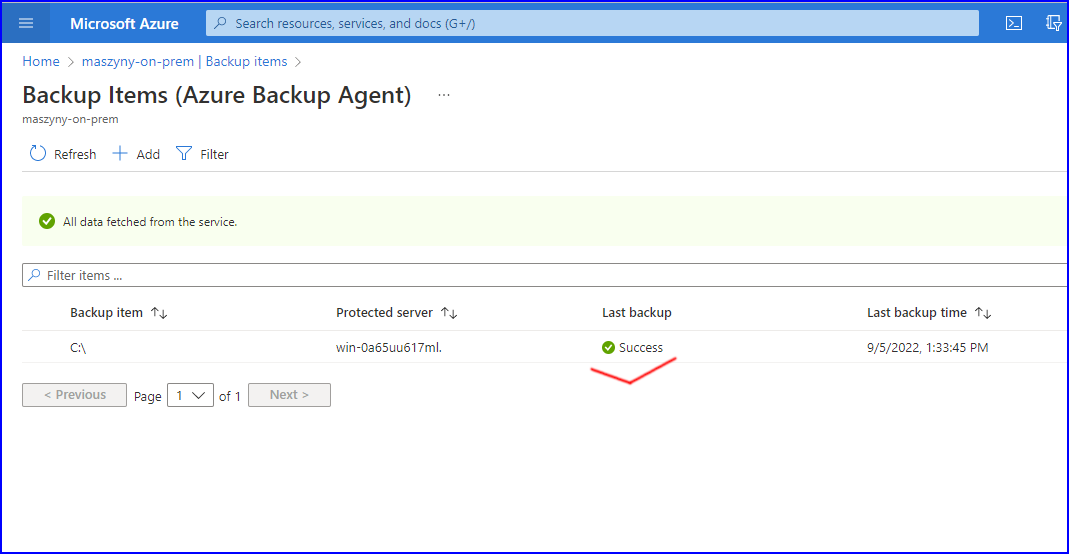 Microsoft Azure Search resources, services, and docs (G+/)
Home > maszyny-on-prem | Backup items >
Backup Items (Azure Backup Agent) ...
maszyny-on-prem
Refresh Add Filter
All data fetched from the service.
Filter items ...
Backup item Protected server Last backup Last backup time
C:\ win-0a65uu617ml. Success 9/5/2022, 1:33:45 PM
< Previous Page 1 of 1 Next >